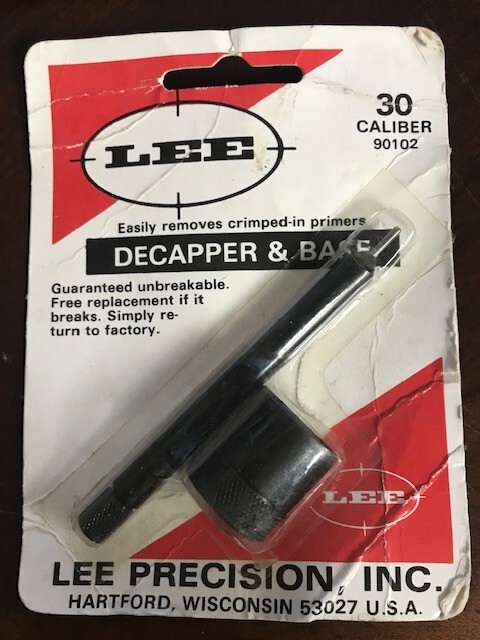 LEE
30
CALIBER
90102
Easily removes crimped-in primers
DECAPPER & BASE
Guaranteed unbreakable.
Free replacement if it
breaks. Simply re-
turn to factory.
LEE
LEE PRECISION, INC.
HARTFORD, WISCONSIN 53027 U.S.A.